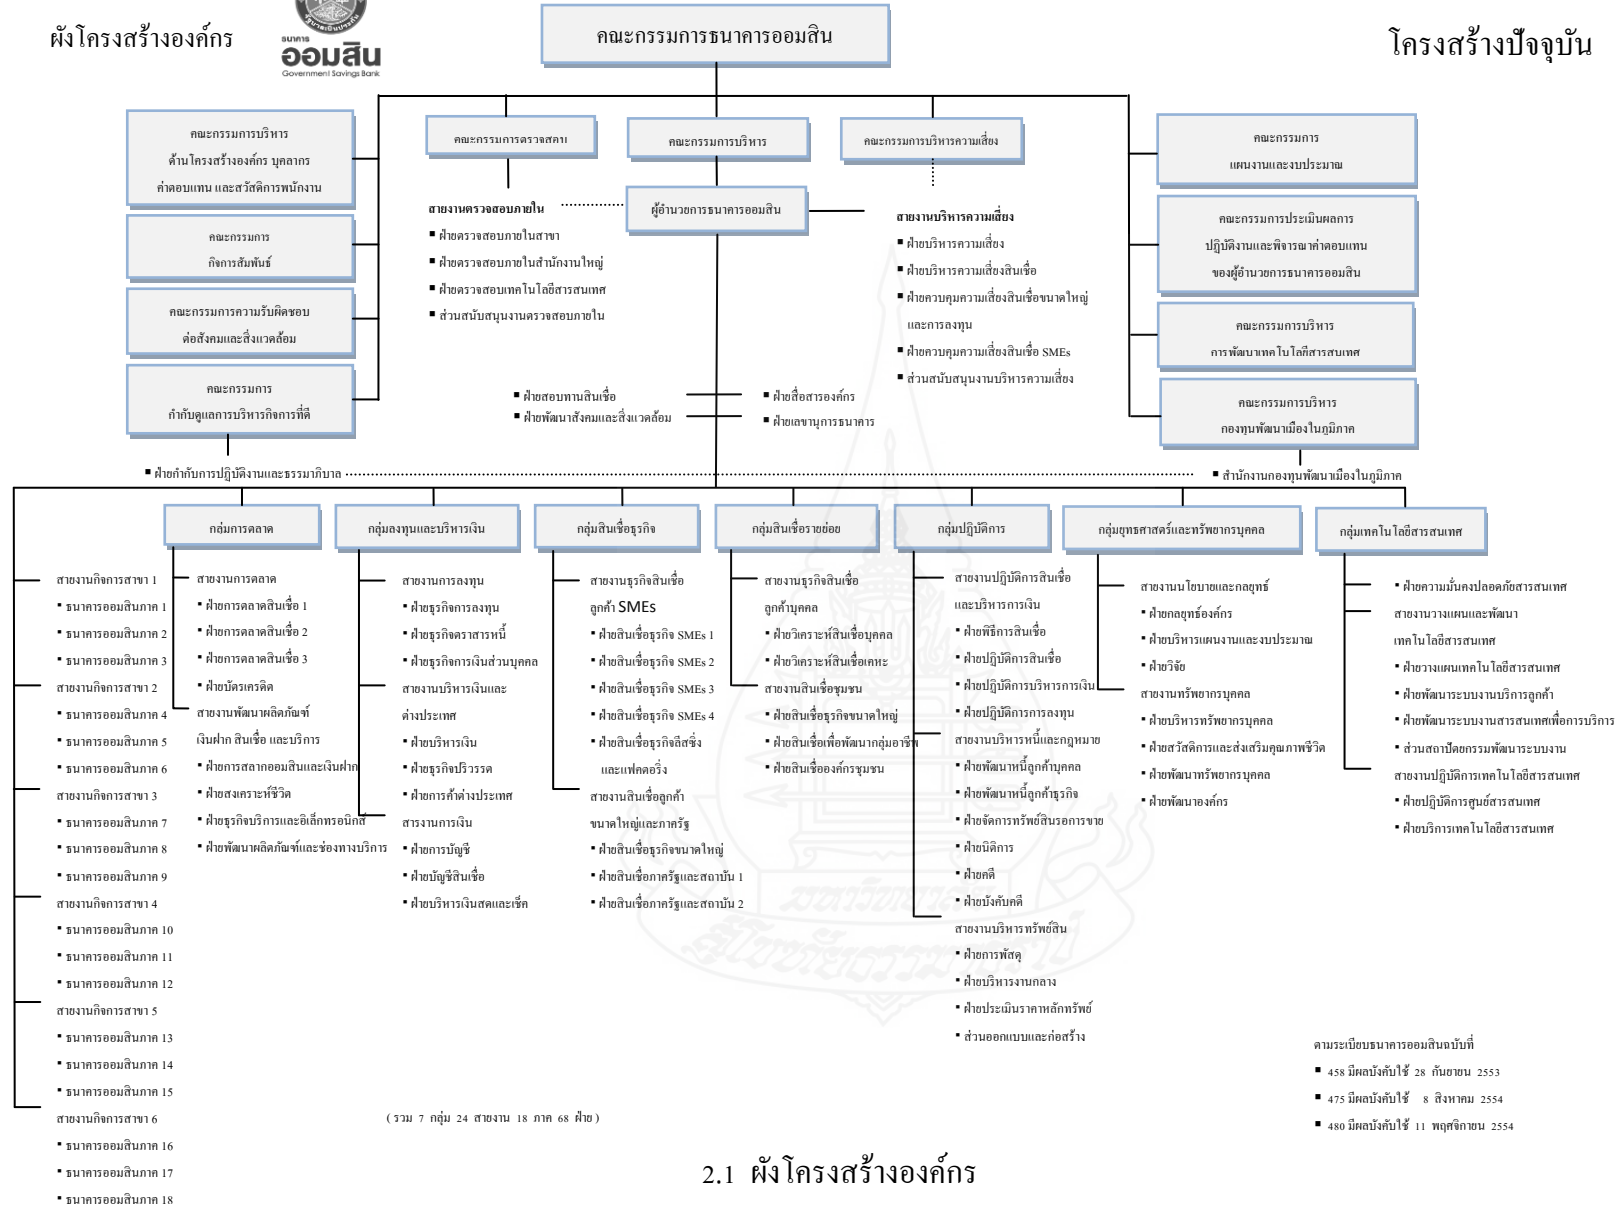 ผังโครงสร้างองค์กร
ธนาคาร
ออมสิน
Government Savings Bank
โครงสร้างปัจจุบัน
คณะกรรมการธนาคารออมสิน
คณะกรรมการบริหาร
ด้านโครงสร้างองค์กร บุคลากร
ค่าตอบแทน และสวัสดิการพนักงาน
คณะกรรมการ
กิจการสัมพันธ์
คณะกรรมการความรับผิดชอบ
ต่อสังคมและสิ่งแวดล้อม
คณะกรรมการ
กำกับดูแลการบริหารกิจการที่ดี
■ ฝ่ายกำกับการปฏิบัติงานและธรรมาภิบาล
คณะกรรมการตรวจสอบ
สายงานตรวจสอบภายใน
■ ฝ่ายตรวจสอบภายในสาขา
■ ฝ่ายตรวจสอบภายในสำนักงานใหญ่
■ ฝ่ายตรวจสอบเทคโนโลยีสารสนเทศ
■ ส่วนสนับสนุนงานตรวจสอบภายใน
คณะกรรมการบริหาร
ผู้อำนวยการธนาคารออมสิน
■ ฝ่ายสอบทานสินเชื่อ
■ ฝ่ายพัฒนาสังคมและสิ่งแวดล้อม
■ ฝ่ายสื่อสารองค์กร
■ ฝ่ายเลขานุการธนาคาร
คณะกรรมการบริหารความเสี่ยง
สายงานบริหารความเสี่ยง
■ ฝ่ายบริหารความเสี่ยง
■ ฝ่ายบริหารความเสี่ยงสินเชื่อ
■ ฝ่ายควบคุมความเสี่ยงสินเชื่อขนาดใหญ่
และการลงทุน
■ ฝ่ายควบคุมความเสี่ยงสินเชื่อ SMEs
■ ส่วนสนับสนุนงานบริหารความเสี่ยง
คณะกรรมการ
แผนงานและงบประมาณ
คณะกรรมการประเมินผลการ
ปฏิบัติงานและพิจารณาค่าตอบแทน
ของผู้อำนวยการธนาคารออมสิน
คณะกรรมการบริหาร
การพัฒนาเทคโนโลยีสารสนเทศ
คณะกรรมการบริหาร
กองทุนพัฒนาเมืองในภูมิภาค
■ สำนักงานกองทุนพัฒนาเมืองในภูมิภาค
สายงานกิจการสาขา 1
▪ ธนาคารออมสินภาค 1
▪ ธนาคารออมสินภาค 2
▪ ธนาคารออมสินภาค 3
สายงานกิจการสาขา 2
▪ ธนาคารออมสินภาค 4
▪ ธนาคารออมสินภาค 5
▪ ธนาคารออมสินภาค 6
สายงานกิจการสาขา 3
▪ ธนาคารออมสินภาค 7
▪ ธนาคารออมสินภาค 8
▪ ธนาคารออมสินภาค 9
สายงานกิจการสาขา 4
▪ ธนาคารออมสินภาค 10
▪ ธนาคารออมสินภาค 11
▪ ธนาคารออมสินภาค 12
สายงานกิจการสาขา 5
▪ ธนาคารออมสินภาค 13
▪ ธนาคารออมสินภาค 14
▪ ธนาคารออมสินภาค 15
สายงานกิจการสาขา 6
▪ ธนาคารออมสินภาค 16
▪ ธนาคารออมสินภาค 17
▪ ธนาคารออมสินภาค 18
กลุ่มการตลาด
สายงานการตลาด
▪ ฝ่ายการตลาดสินเชื่อ 1
▪ ฝ่ายการตลาดสินเชื่อ 2
▪ ฝ่ายการตลาดสินเชื่อ 3
▪ ฝ่ายบัตรเครดิต
สายงานพัฒนาผลิตภัณฑ์
เงินฝาก สินเชื่อ และบริการ
▪ ฝ่ายการสลากออมสินและเงินฝาก
▪ ฝ่ายสงเคราะห์ชีวิต
▪ ฝ่ายธุรกิจบริการและอิเล็กทรอนิกส์
▪ ฝ่ายพัฒนาผลิตภัณฑ์และช่องทางบริการ
กลุ่มลงทุนและบริหารเงิน
สายงานการลงทุน
▪ ฝ่ายธุรกิจการลงทุน
▪ ฝ่ายธุรกิจตราสารหนี้
▪ ฝ่ายธุรกิจการเงินส่วนบุคคล
สายงานบริหารเงินและ
ต่างประเทศ
▪ ฝ่ายบริหารเงิน
▪ ฝ่ายธุรกิจปริวรรต
▪ ฝ่ายการค้าต่างประเทศ
สารงานการเงิน
▪ ฝ่ายการบัญชี
▪ ฝ่ายบัญชีสินเชื่อ
▪ ฝ่ายบริหารเงินสดและเช็ค
กลุ่มสินเชื่อธุรกิจ
สายงานธุรกิจสินเชื่อ
ลูกค้า SMEs
▪ ฝ่ายสินเชื่อธุรกิจ SMEs 1
▪ ฝ่ายสินเชื่อธุรกิจ SMEs 2
▪ ฝ่ายสินเชื่อธุรกิจ SMEs 3
▪ ฝ่ายสินเชื่อธุรกิจ SMEs 4
▪ ฝ่ายสินเชื่อธุรกิจลีสซิ่ง
และแฟคตอริ่ง
สายงานสินเชื่อลูกค้า
ขนาดใหญ่และภาครัฐ
▪ ฝ่ายสินเชื่อธุรกิจขนาดใหญ่
▪ ฝ่ายสินเชื่อภาครัฐและสถาบัน 1
▪ ฝ่ายสินเชื่อภาครัฐและสถาบัน 2
กลุ่มสินเชื่อรายย่อย
สายงานธุรกิจสินเชื่อ
ลูกค้าบุคคล
▪ ฝ่ายวิเคราะห์สินเชื่อบุคคล
▪ ฝ่ายวิเคราะห์สินเชื่อเคหะ
สายงานสินเชื่อชุมชน
▪ ฝ่ายสินเชื่อธุรกิจขนาดใหญ่
▪ ฝ่ายสินเชื่อเพื่อพัฒนากลุ่มอาชีพ
▪ ฝ่ายสินเชื่อองค์กรชุมชน
กลุ่มปฏิบัติการ
สายงานปฏิบัติการสินเชื่อ
และบริหารการเงิน
▪ ฝ่ายพิธีการสินเชื่อ
▪ ฝ่ายปฏิบัติการสินเชื่อ
▪ ฝ่ายปฏิบัติการบริหารการเงิน
▪ ฝ่ายปฏิบัติการการลงทุน
สายงานบริหารหนี้และกฎหมาย
▪ ฝ่ายพัฒนาหนี้ลูกค้าบุคคล
▪ ฝ่ายพัฒนาหนี้ลูกค้าธุรกิจ
▪ ฝ่ายจัดการทรัพย์สินรอการขาย
▪ ฝ่ายนิติการ
▪ ฝ่ายคดี
▪ ฝ่ายบังคับคดี
สายงานบริหารทรัพย์สิน
▪ ฝ่ายการพัสดุ
▪ ฝ่ายบริหารงานกลาง
▪ ฝ่ายประเมินราคาหลักทรัพย์
▪ ส่วนออกแบบและก่อสร้าง
กลุ่มยุทธศาสตร์และทรัพยากรบุคคล
สายงานนโยบายและกลยุทธ์
▪ ฝ่ายกลยุทธ์องค์กร
▪ ฝ่ายบริหารแผนงานและงบประมาณ
▪ ฝ่ายวิจัย
สายงานทรัพยากรบุคคล
▪ ฝ่ายบริหารทรัพยากรบุคคล
▪ ฝ่ายสวัสดิการและส่งเสริมคุณภาพชีวิต
▪ ฝ่ายพัฒนาทรัพยากรบุคคล
▪ ฝ่ายพัฒนาองค์กร
กลุ่มเทคโนโลยีสารสนเทศ
▪ ฝ่ายความมั่นคงปลอดภัยสารสนเทศ
สายงานวางแผนและพัฒนา
เทคโนโลยีสารสนเทศ
▪ ฝ่ายวางแผนเทคโนโลยีสารสนเทศ
▪ ฝ่ายพัฒนาระบบงานบริการลูกค้า
▪ ฝ่ายพัฒนาระบบงานสารสนเทศเพื่อการบริการ
▪ ส่วนสถาปัตยกรรมพัฒนาระบบงาน
สายงานปฏิบัติการเทคโนโลยีสารสนเทศ
▪ ฝ่ายปฏิบัติการศูนย์สารสนเทศ
▪ ฝ่ายบริการเทคโนโลยีสารสนเทศ
( รวม 7 กลุ่ม 24 สายงาน 18 ภาค 68 ฝ่าย )
ตามระเบียบธนาคารออมสินฉบับที่
■ 458 มีผลบังคับใช้ 28 กันยายน 2553
■ 475 มีผลบังคับใช้ 8 สิงหาคม 2554
■ 480 มีผลบังคับใช้ 11 พฤศจิกายน 2554
2.1 ผังโครงสร้างองค์กร